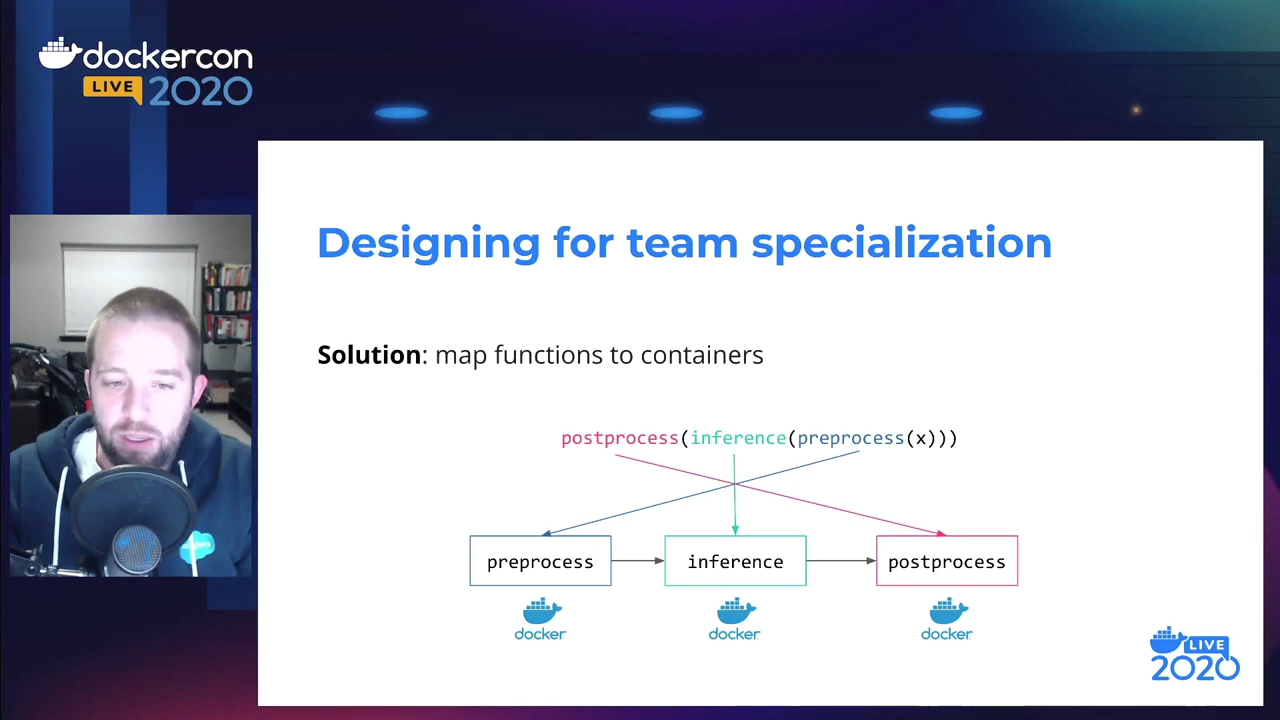 dockercon
LIVE 2020
Designing for team specialization
Solution: map functions to containers
postprocess(inference(preprocess(x)))
preprocess
inference
postprocess
docker
docker
docker
LIVE
2020